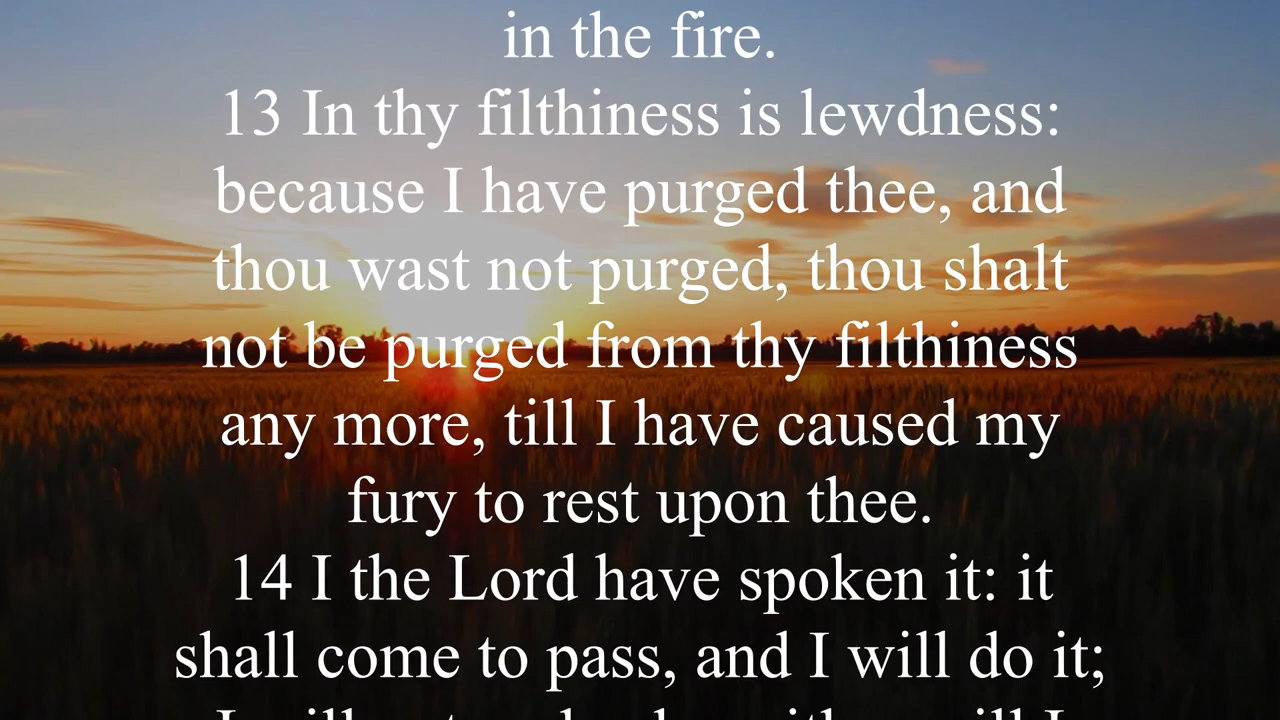 in the fire.
13 In thy filthiness is lewdness:
because I have purged thee, and
thou wast not purged, thou shalt
not be purged from thy filthiness
any more, till I have caused my
fury to rest upon thee.
14 I the Lord have spoken it: it
shall come to pass, and I will do it;